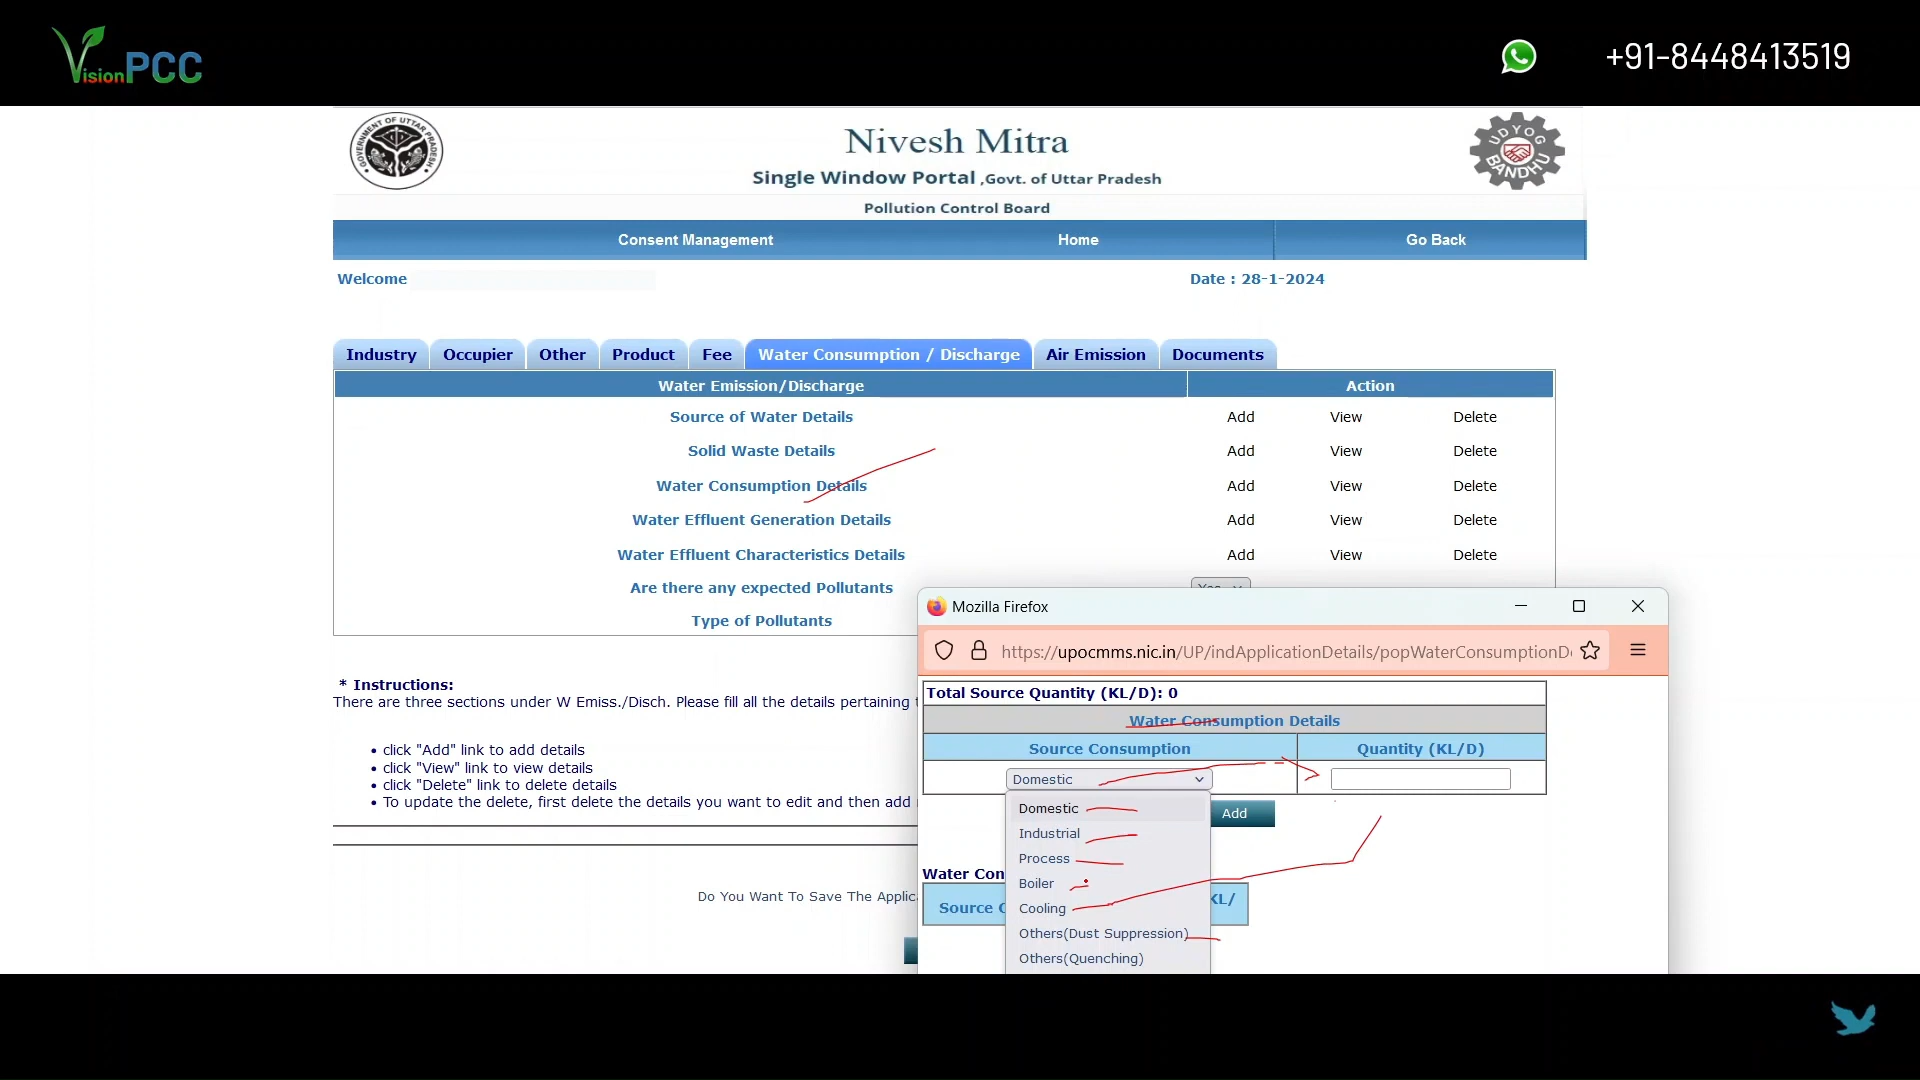 VisionPCC
+91-8448413519
GOVERNMENT OF UTTAR PRADESH
Nivesh Mitra
Single Window Portal ,Govt. of Uttar Pradesh
UDYOG BANDHU
Pollution Control Board
Consent Management Home Go Back
Welcome Date : 28-1-2024
Industry Occupier Other Product Fee Water Consumption / Discharge Air Emission Documents
Water Emission/Discharge Action
Source of Water Details Add View Delete
Solid Waste Details Add View Delete
Water Consumption Details Add View Delete
Water Effluent Generation Details Add View Delete
Water Effluent Characteristics Details Add View Delete
Are there any expected Pollutants
Type of Pollutants
* Instructions:
There are three sections under W Emiss./Disch. Please fill all the details pertaining
• click "Add" link to add details
• click "View" link to view details
• click "Delete" link to delete details
• To update the delete, first delete the details you want to edit and then add
Do You Want To Save The Applic
Mozilla Firefox
https://upocmms.nic.in/UP/indApplicationDetails/popWaterConsumptionD
Total Source Quantity (KL/D): 0
Water Consumption Details
Source Consumption Quantity (KL/D)
Domestic
Domestic
Industrial
Process
Boiler
Cooling
Others(Dust Suppression)
Others(Quenching)
Add
Water Con
Source C KL/